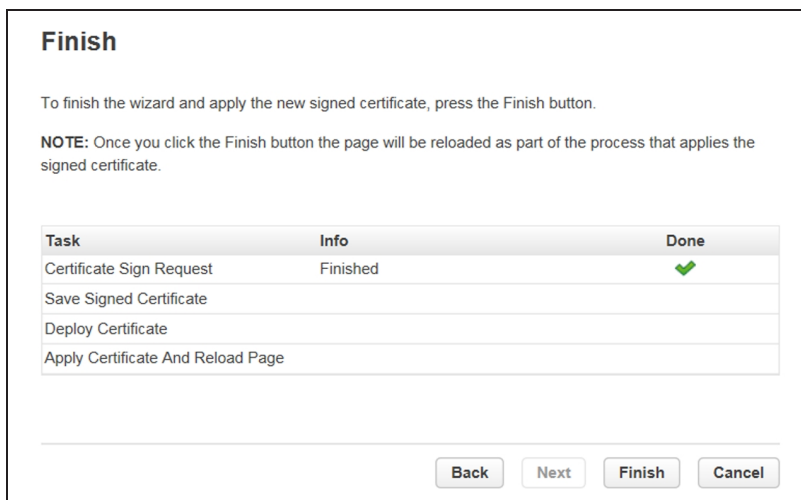 Finish
To finish the wizard and apply the new signed certificate, press the Finish button.
NOTE: Once you click the Finish button the page will be reloaded as part of the process that applies the
signed certificate.
Task Info Done
Certificate Sign Request Finished
Save Signed Certificate
Deploy Certificate
Apply Certificate And Reload Page
Back Next Finish Cancel